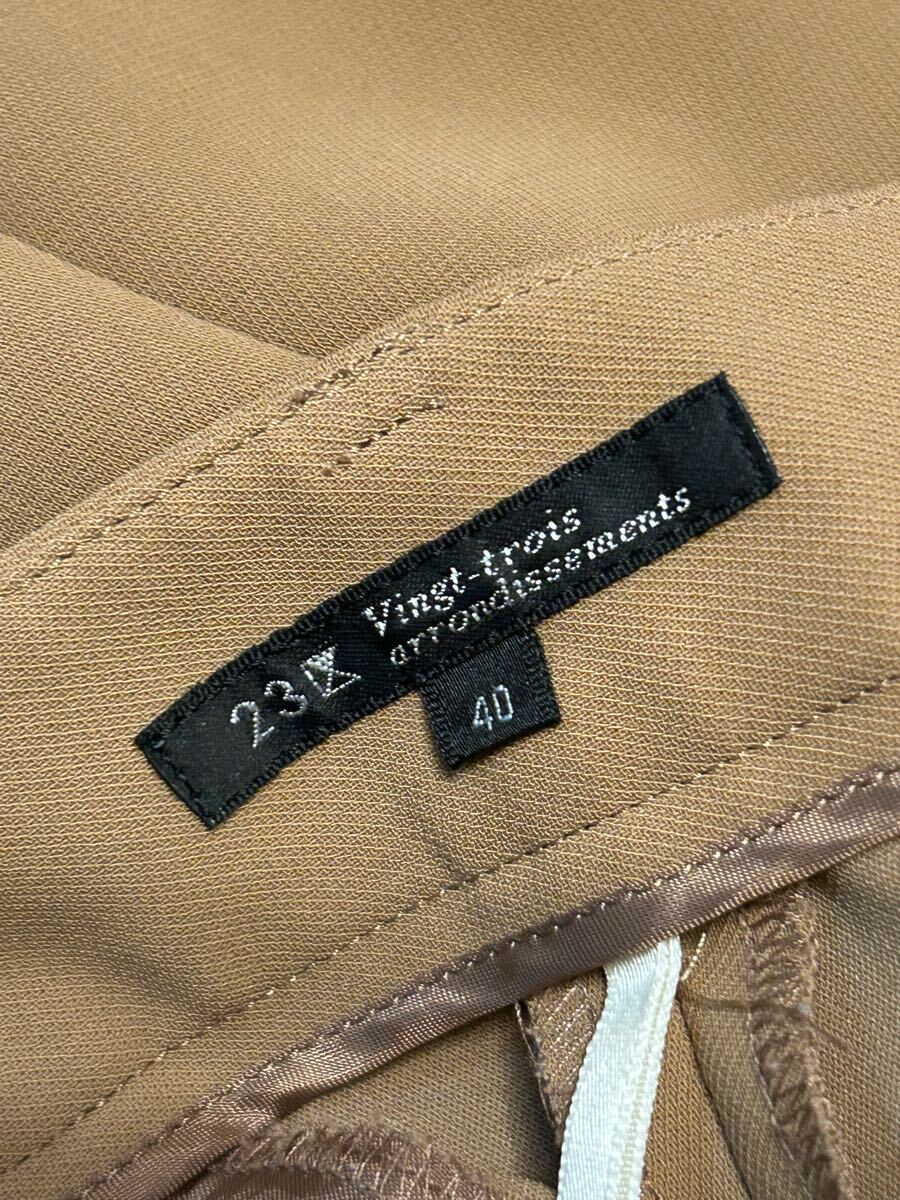 23区
Vingt-trois
arrondissements
40